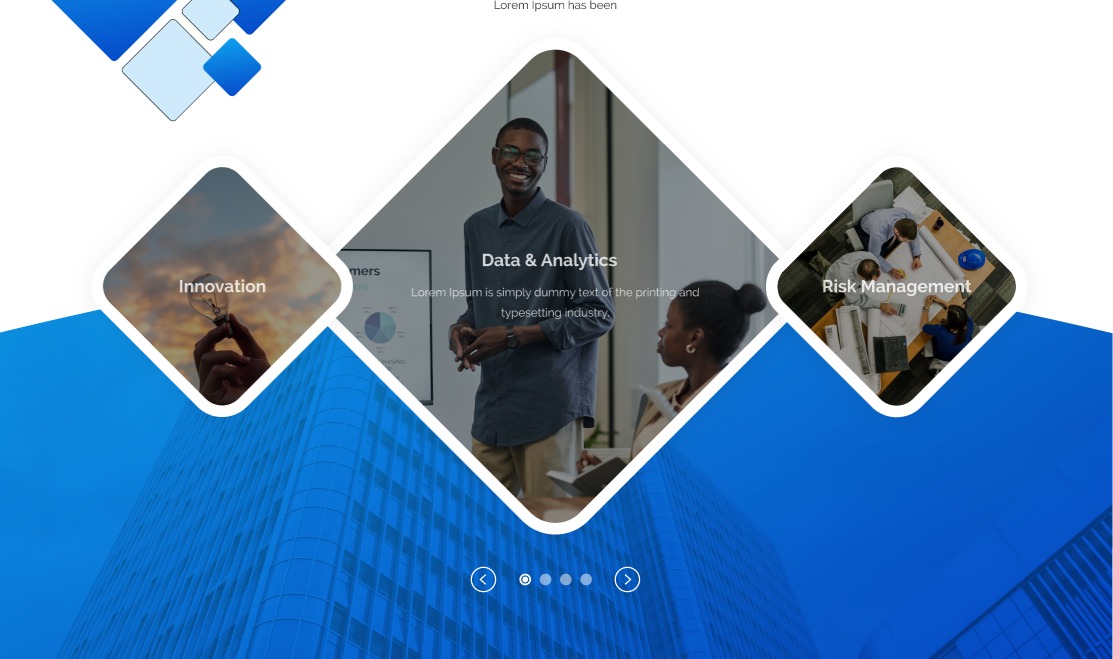 Lorem Ipsum has been
Data & Analytics
Lorem Ipsum is simply dummy text of the printing and
typesetting industry.
Innovation
Risk Management
mers